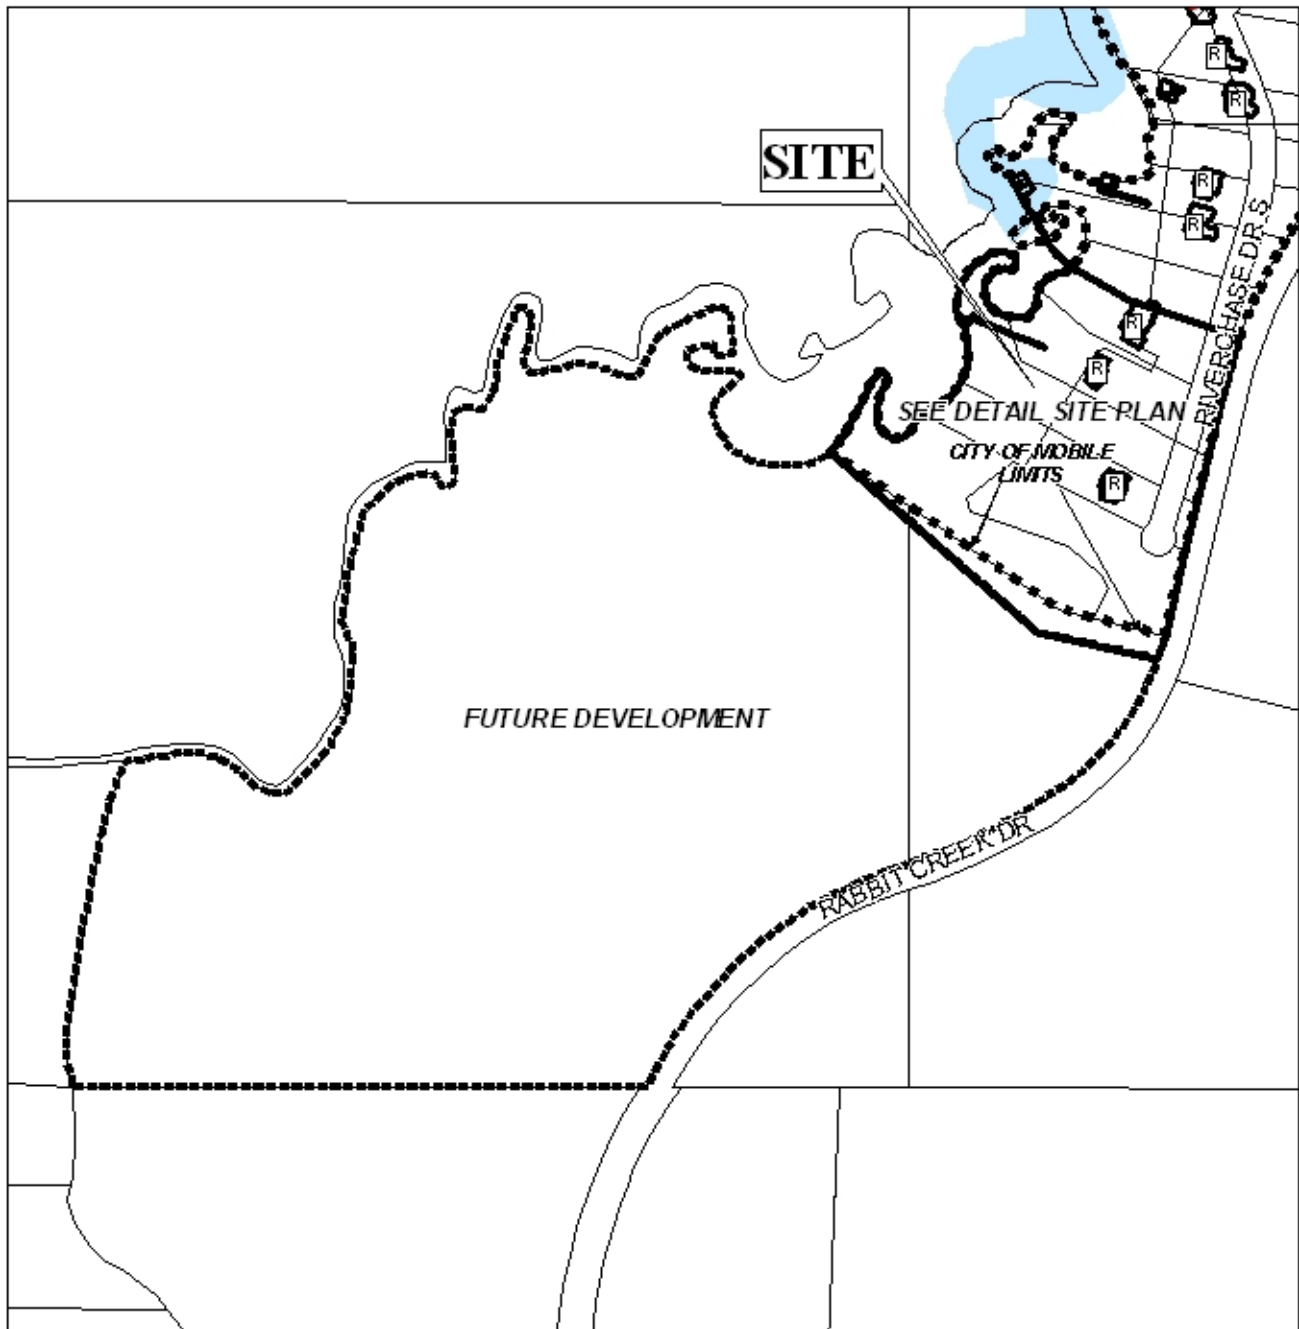 R
R
SITE
R
R
RIVERCHASE DR S
R
R
SEE DETAIL SITE PLAN
CITY OF MOBILE
LIMITS
R
FUTURE DEVELOPMENT
RABBIT CREEK DR